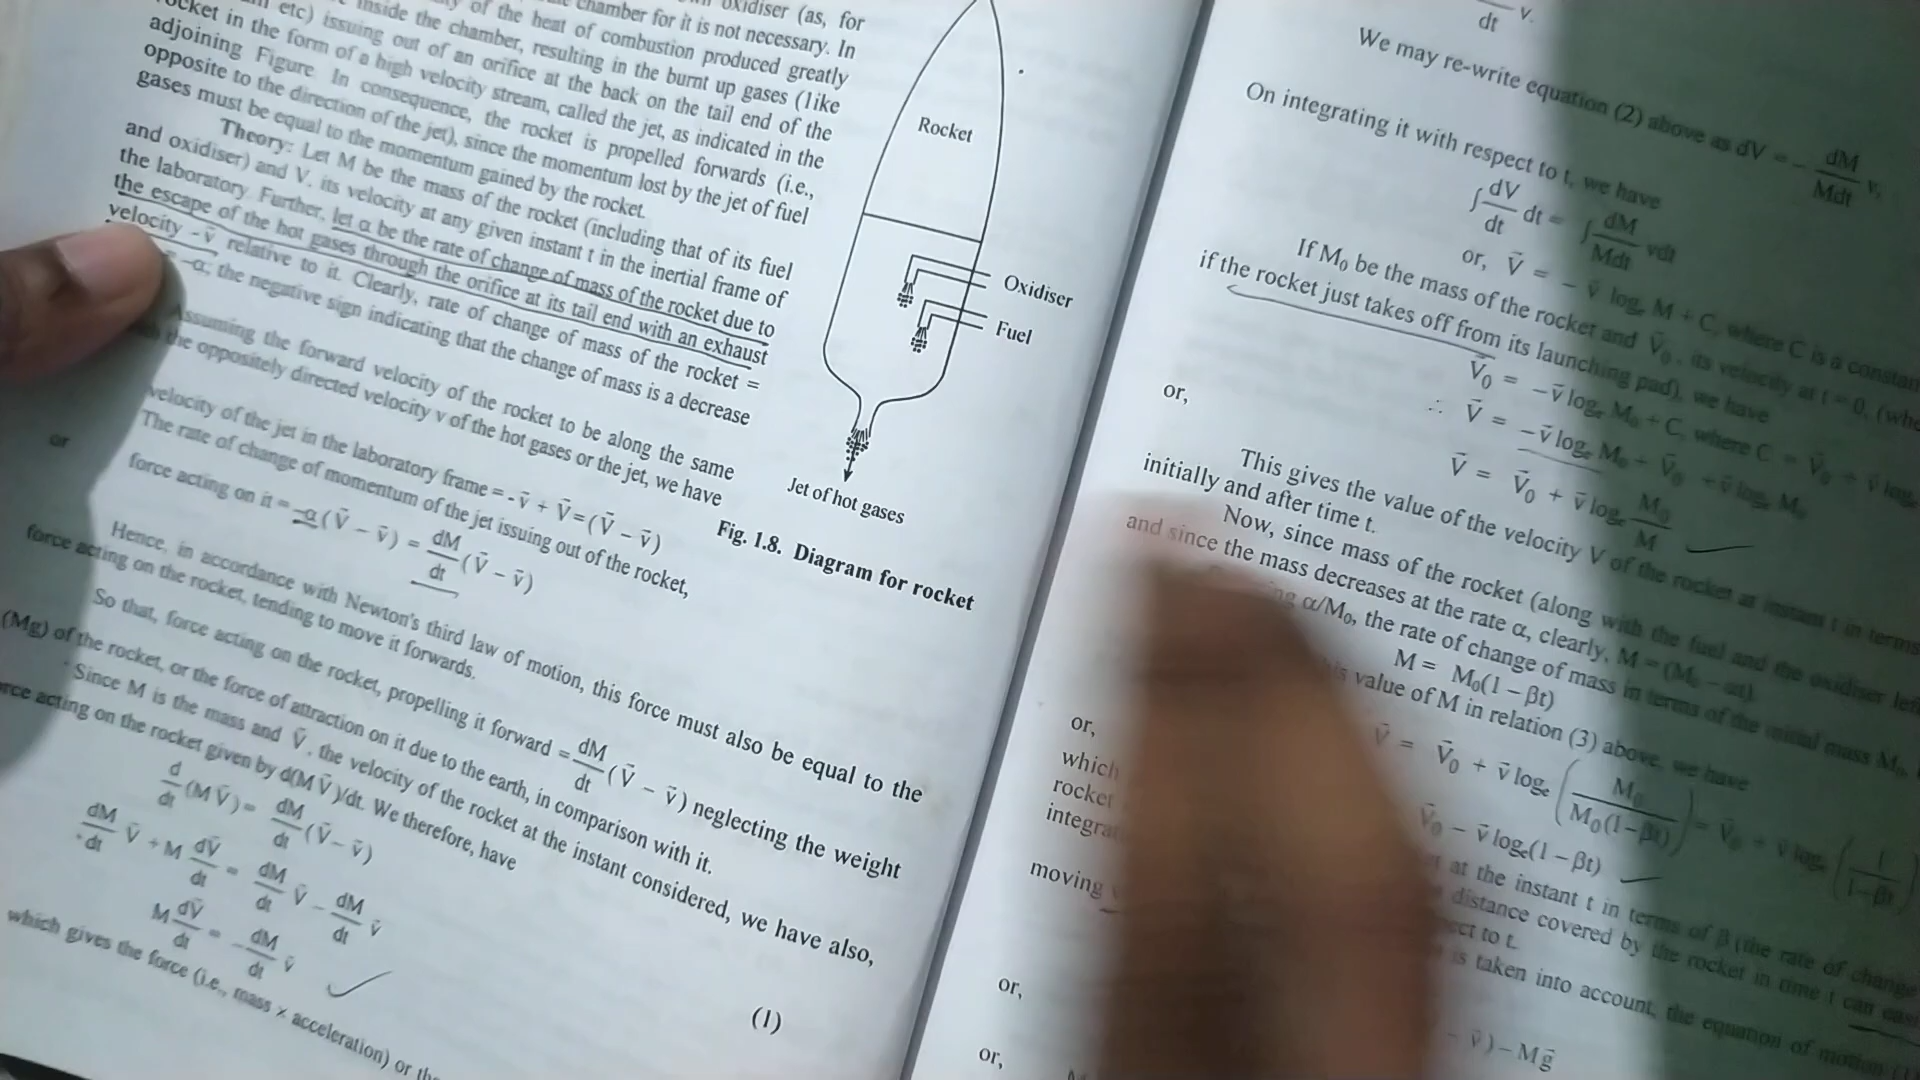 oxidiser (as, for
chamber for it is not necessary. In
of the heat of combustion produced greatly
inside the chamber, resulting in the burnt up gases (like
etc) issuing out of an orifice at the back on the tail end of the
rocket in the form of a high velocity stream, called the jet, as indicated in the
adjoining Figure. In consequence, the rocket is propelled forwards (i.e.,
opposite to the direction of the jet), since the momentum lost by the jet of fuel
gases must be equal to the momentum gained by the rocket.
Theory: Let M be the mass of the rocket (including that of its fuel
and oxidiser) and V, its velocity at any given instant t in the inertial frame of
the laboratory. Further, let α be the rate of change of mass of the rocket due to
the escape of the hot gases through the orifice at its tail end with an exhaust
velocity - v⃗ relative to it. Clearly, rate of change of mass of the rocket =
-α; the negative sign indicating that the change of mass is a decrease
Assuming the forward velocity of the rocket to be along the same
the oppositely directed velocity v of the hot gases or the jet, we have
velocity of the jet in the laboratory frame = - v⃗ + V⃗ = (V⃗ - v⃗)
The rate of change of momentum of the jet issuing out of the rocket,
or
force acting on it = -α (V⃗ - v⃗) = dM/dt (V⃗ - v⃗)
Hence, in accordance with Newton's third law of motion, this force must also be equal to the
force acting on the rocket, tending to move it forwards.
So that, force acting on the rocket, propelling it forward = dM/dt (V⃗ - v⃗) neglecting the weight
(Mg) of the rocket, or the force of attraction on it due to the earth, in comparison with it.
Since M is the mass and V⃗, the velocity of the rocket at the instant considered, we have also,
force acting on the rocket given by d(M V⃗)/dt. We therefore, have
d/dt (M V⃗) = dM/dt (V⃗ - v⃗)
dM/dt V⃗ + M dV⃗/dt = dM/dt V⃗ - dM/dt v⃗
M dV⃗/dt = - dM/dt v⃗
(1)
which gives the force (i.e., mass × acceleration) or the
Rocket
Oxidiser
Fuel
Jet of hot gases
Fig. 1.8. Diagram for rocket
dt v.
We may re-write equation (2) above as dV = - dM/Mdt v,
On integrating it with respect to t, we have
∫ dV/dt dt = ∫ dM/Mdt vdt
or, V⃗ = - v⃗ logₑ M + C, where C is a constant
If M₀ be the mass of the rocket and V⃗₀, its velocity at t = 0, (when
if the rocket just takes off from its launching pad), we have
V⃗₀ = -v⃗ logₑ M₀ + C, where C = V⃗₀ + v⃗ logₑ
∴ V⃗ = -v⃗ logₑ M₀ + V⃗₀ + v⃗ logₑ M₀
or,
V⃗ = V⃗₀ + v⃗ logₑ M₀/M
This gives the value of the velocity V of the rocket at instant t in terms
initially and after time t.
Now, since mass of the rocket (along with the fuel and the oxidiser left
and since the mass decreases at the rate α, clearly, M = (M₀ - αt).
α/M₀, the rate of change of mass in terms of the initial mass M₀,
M = M₀(1 - βt)
value of M in relation (3) above, we have
V⃗ = V⃗₀ + v⃗ logₑ (M₀/M₀(1-βt)) = V⃗₀ + v⃗ logₑ (1/1-βt)
or,
V⃗₀ - v⃗ logₑ(1 - βt)
which
at the instant t in terms of β (the rate of change
rocket
distance covered by the rocket in time t can easi
integrat
ect to t.
moving
is taken into account, the equation of motion (1)
- v⃗) - Mg⃗
or,
or,